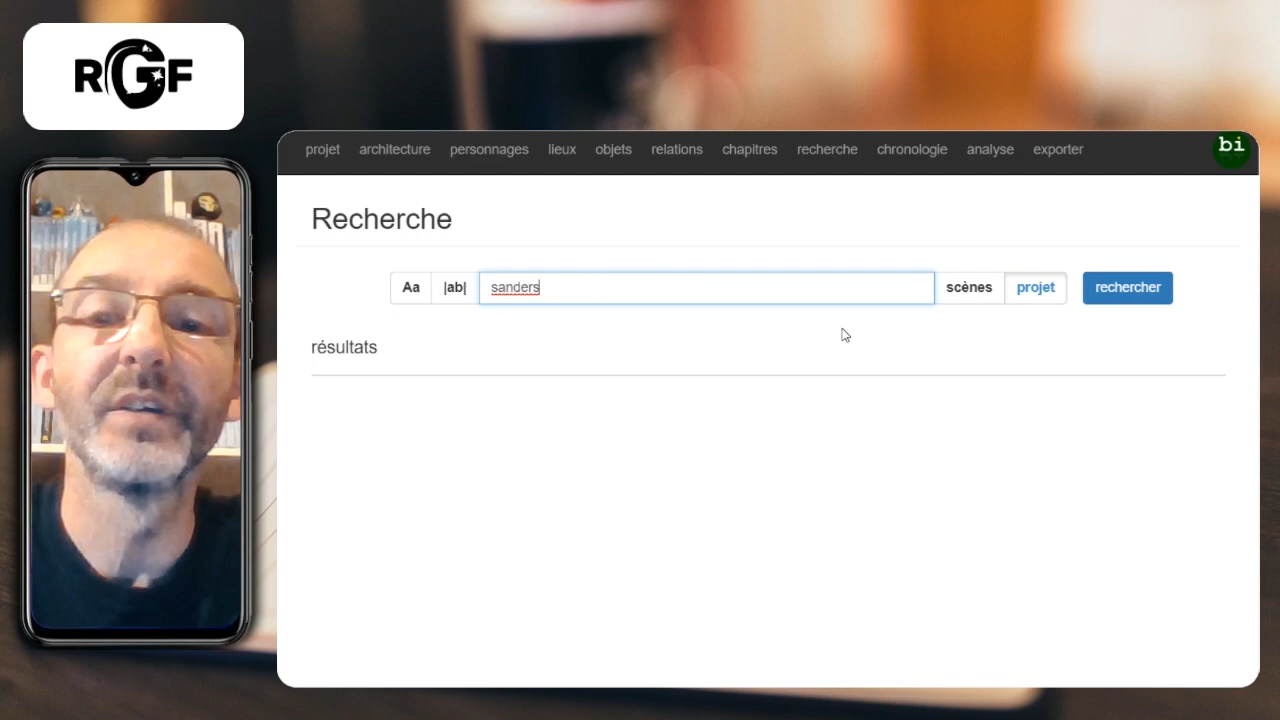 RGF
projet architecture personnages lieux objets relations chapitres recherche chronologie analyse exporter bi
Recherche
Aa |ab| sanders scènes projet rechercher
résultats